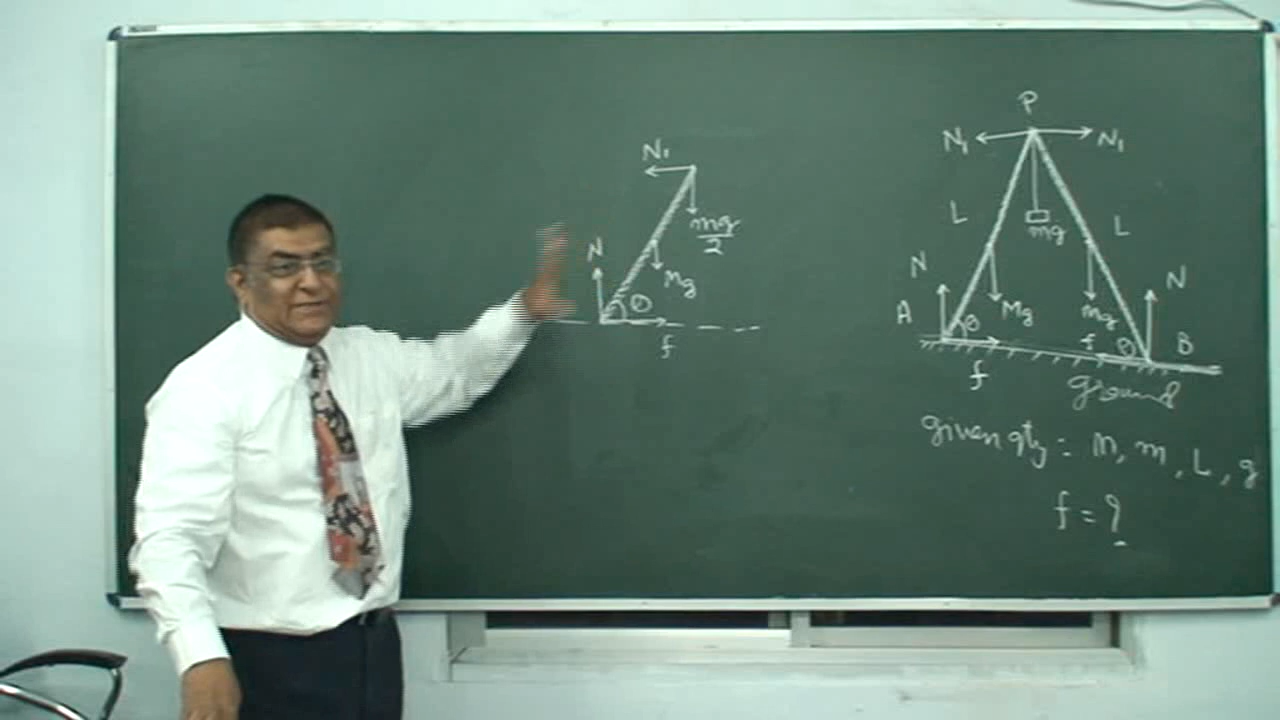 N₁
mg/2
N
Mg
θ
f
P
N₁ N₁
L
mg
L
N N
A Mg mg B
θ f θ
f
ground
given qty = M, m, L, g
f = ?